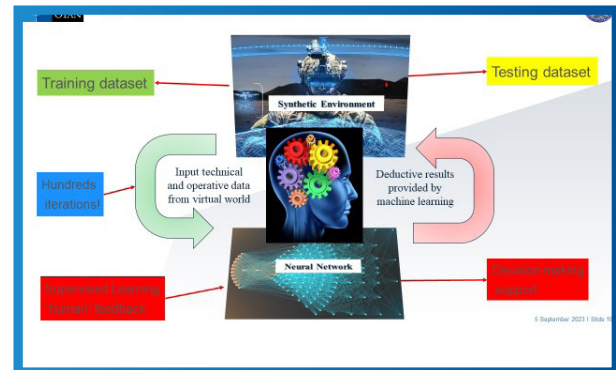 OTAN
Training dataset
Testing dataset
Synthetic Environment
Input technical
and operative data
from virtual world
Deductive results
provided by
machine learning
Hundreds
iterations!
Neural Network
Supervised Learning
"human" feedback
Decision making
support
5 September 2023 | Slide